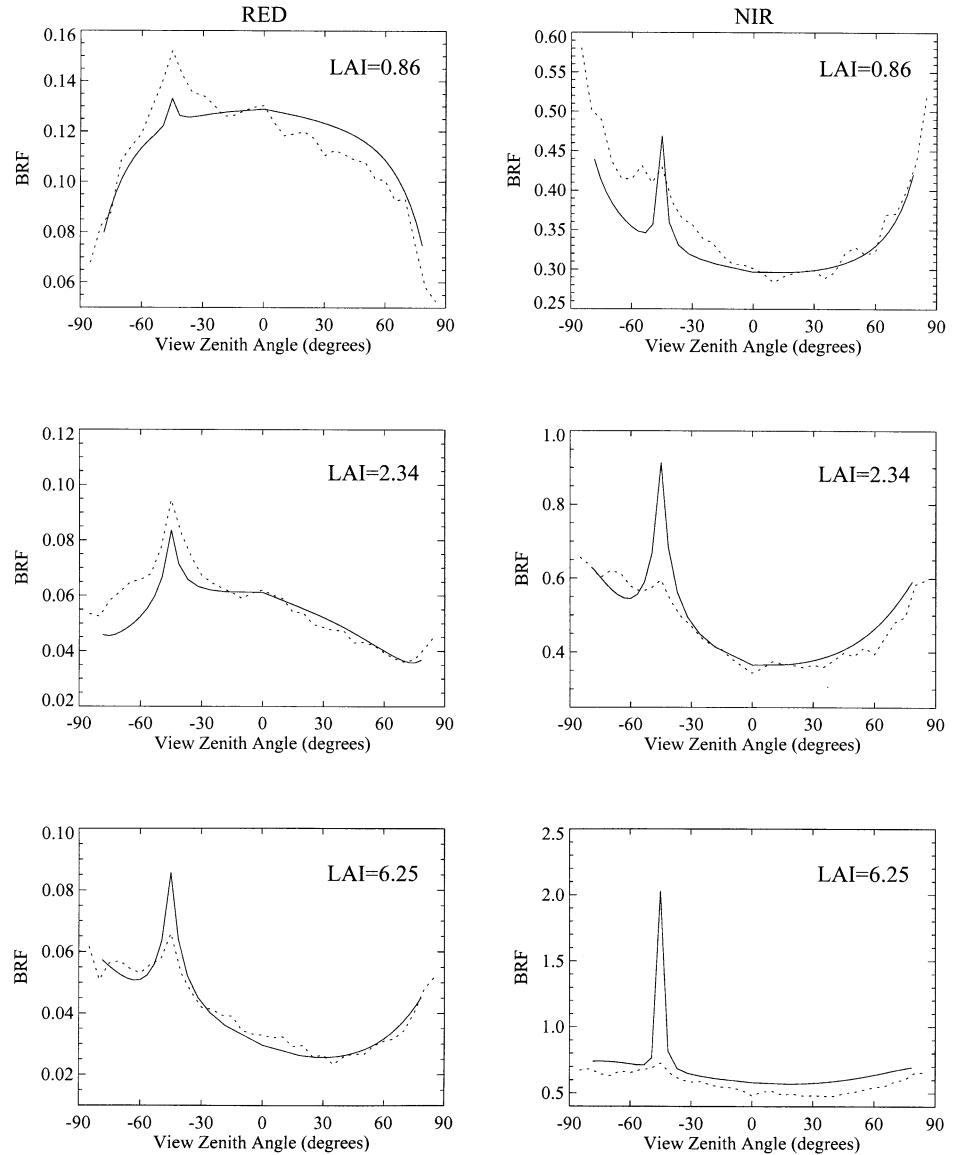 RED
NIR
0.16
0.14
0.12
0.10
0.08
0.06
BRF
LAI=0.86
-90 -60 -30 0 30 60 90
View Zenith Angle (degrees)
0.60
0.55
0.50
0.45
0.40
0.35
0.30
0.25
BRF
LAI=0.86
-90 -60 -30 0 30 60 90
View Zenith Angle (degrees)
0.12
0.10
0.08
0.06
0.04
0.02
BRF
LAI=2.34
-90 -60 -30 0 30 60 90
View Zenith Angle (degrees)
1.0
0.8
0.6
0.4
BRF
LAI=2.34
-90 -60 -30 0 30 60 90
View Zenith Angle (degrees)
0.10
0.08
0.06
0.04
0.02
BRF
LAI=6.25
-90 -60 -30 0 30 60 90
View Zenith Angle (degrees)
2.5
2.0
1.5
1.0
0.5
BRF
LAI=6.25
-90 -60 -30 0 30 60 90
View Zenith Angle (degrees)